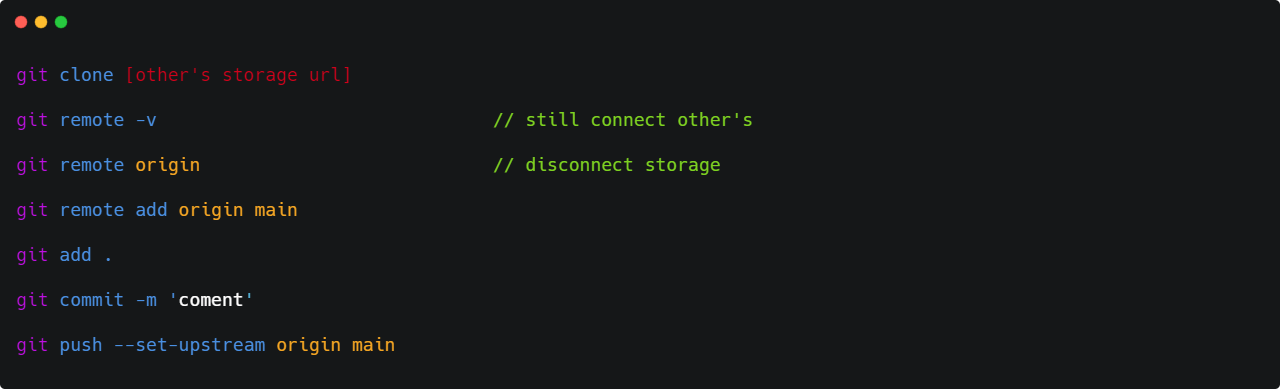 git clone [other's storage url]
git remote -v // still connect other's
git remote origin // disconnect storage
git remote add origin main
git add .
git commit -m 'coment'
git push --set-upstream origin main